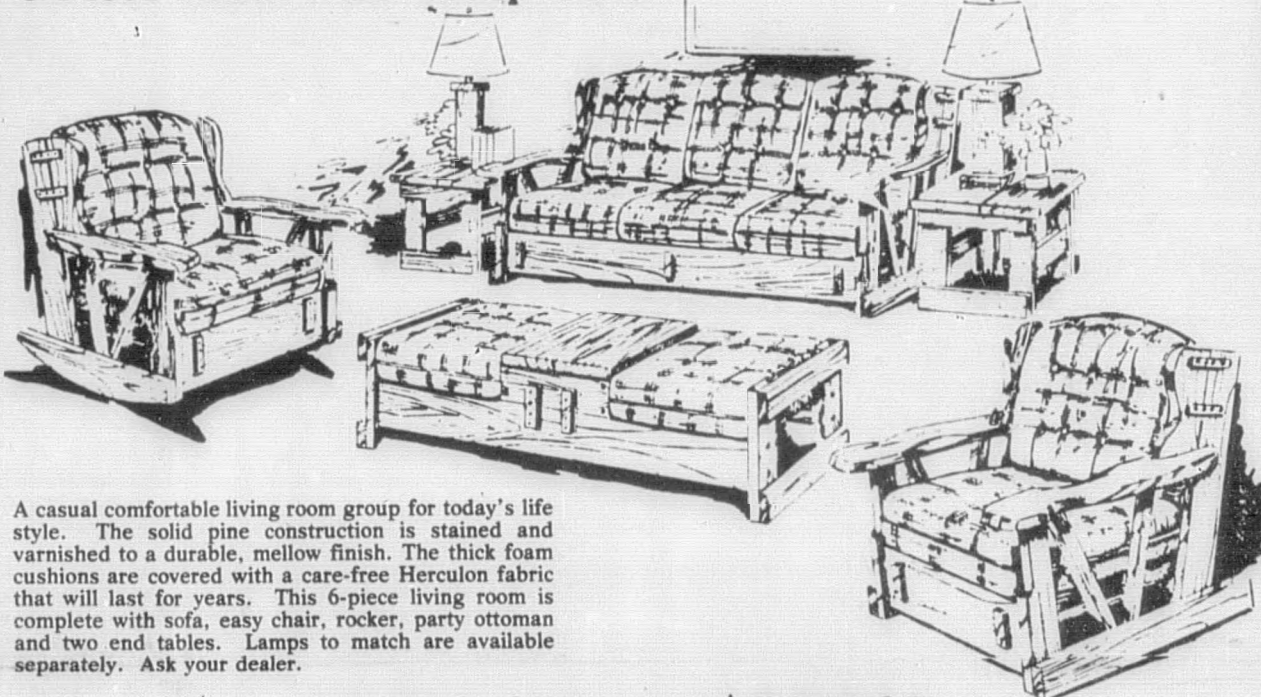 A casual comfortable living room group for today's life
style. The solid pine construction is stained and
varnished to a durable, mellow finish. The thick foam
cushions are covered with a care-free Herculon fabric
that will last for years. This 6-piece living room is
complete with sofa, easy chair, rocker, party ottoman
and two end tables. Lamps to match are available
separately. Ask your dealer.